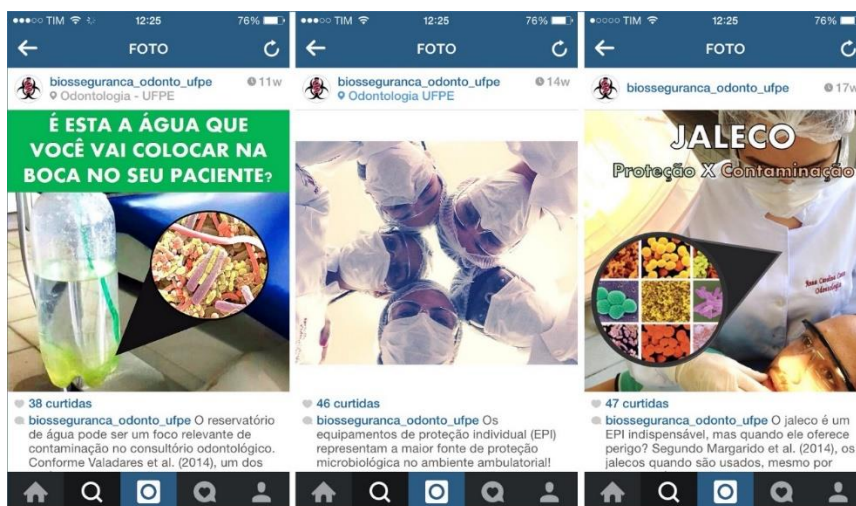 TIM 12:25 76%
FOTO
biosseguranca_odonto_ufpe 11w
Odontologia - UFPE
É ESTA A ÁGUA QUE
VOCÊ VAI COLOCAR NA
BOCA NO SEU PACIENTE?
38 curtidas
biosseguranca_odonto_ufpe O reservatório
de água pode ser um foco relevante de
contaminação no consultório odontológico.
Conforme Valadares et al. (2014), um dos
TIM 12:25 76%
FOTO
biosseguranca_odonto_ufpe 14w
Odontologia UFPE
46 curtidas
biosseguranca_odonto_ufpe Os
equipamentos de proteção individual (EPI)
representam a maior fonte de proteção
microbiológica no ambiente ambulatorial!
TIM 12:25 76%
FOTO
biosseguranca_odonto_ufpe 17w
JALECO
Proteção X Contaminação
Odontologia
47 curtidas
biosseguranca_odonto_ufpe O jaleco é um
EPI indispensável, mas quando ele oferece
perigo? Segundo Margarido et al. (2014), os
jalecos quando são usados, mesmo por